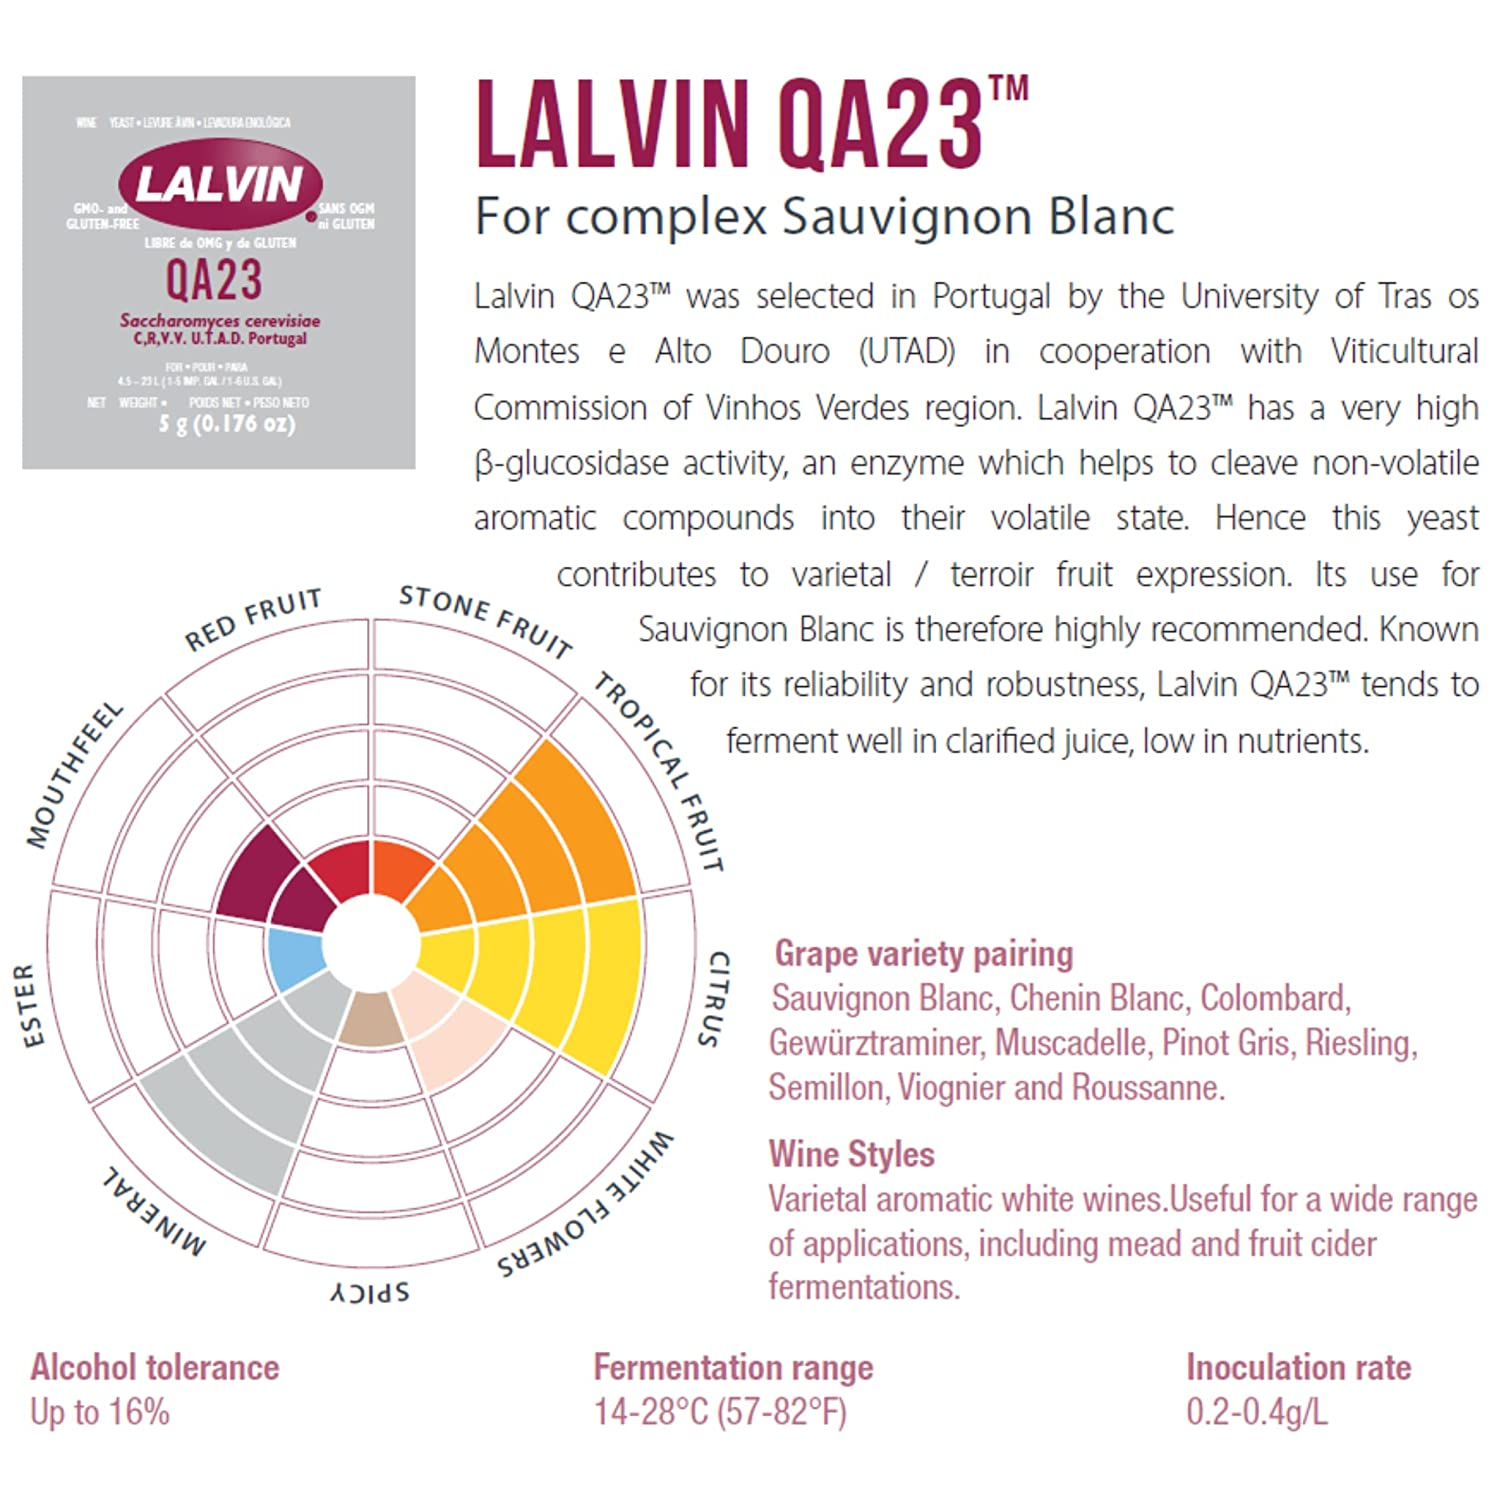 WINE YEAST • LEVURE ÀVIN • LEVADURA ENOLÓGICA
LALVIN
GMO- and
GLUTEN-FREE
SANS OGM
ni GLUTEN
LIBRE de OMG y de GLUTEN
QA23
Saccharomyces cerevisiae
C,R,V.V. U.T.A.D. Portugal
FOR • POUR • PARA
4.5 – 23 L ( 1-5 IMP. GAL / 1-6 U.S. GAL)
NET WEIGHT • POIDS NET • PESO NETO
5 g (0.176 oz)
LALVIN QA23™
For complex Sauvignon Blanc
Lalvin QA23™ was selected in Portugal by the University of Tras os
Montes e Alto Douro (UTAD) in cooperation with Viticultural
Commission of Vinhos Verdes region. Lalvin QA23™ has a very high
β-glucosidase activity, an enzyme which helps to cleave non-volatile
aromatic compounds into their volatile state. Hence this yeast
contributes to varietal / terroir fruit expression. Its use for
Sauvignon Blanc is therefore highly recommended. Known
for its reliability and robustness, Lalvin QA23™ tends to
ferment well in clarified juice, low in nutrients.
RED FRUIT
STONE FRUIT
TROPICAL FRUIT
CITRUS
WHITE FLOWERS
SPICY
MINERAL
ESTER
MOUTHFEEL
Grape variety pairing
Sauvignon Blanc, Chenin Blanc, Colombard,
Gewürztraminer, Muscadelle, Pinot Gris, Riesling,
Semillon, Viognier and Roussanne.
Wine Styles
Varietal aromatic white wines.Useful for a wide range
of applications, including mead and fruit cider
fermentations.
Alcohol tolerance
Up to 16%
Fermentation range
14-28°C (57-82°F)
Inoculation rate
0.2-0.4g/L